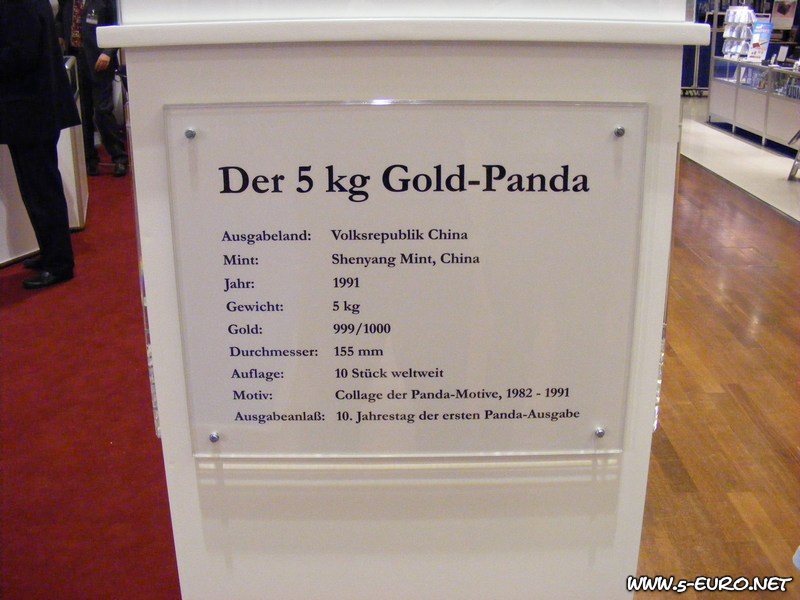 Der 5 kg Gold-Panda
Ausgabeland: Volksrepublik China
Mint: Shenyang Mint, China
Jahr: 1991
Gewicht: 5 kg
Gold: 999/1000
Durchmesser: 155 mm
Auflage: 10 Stück weltweit
Motiv: Collage der Panda-Motive, 1982 - 1991
Ausgabeanlaß: 10. Jahrestag der ersten Panda-Ausgabe
WWW.5-EURO.NET